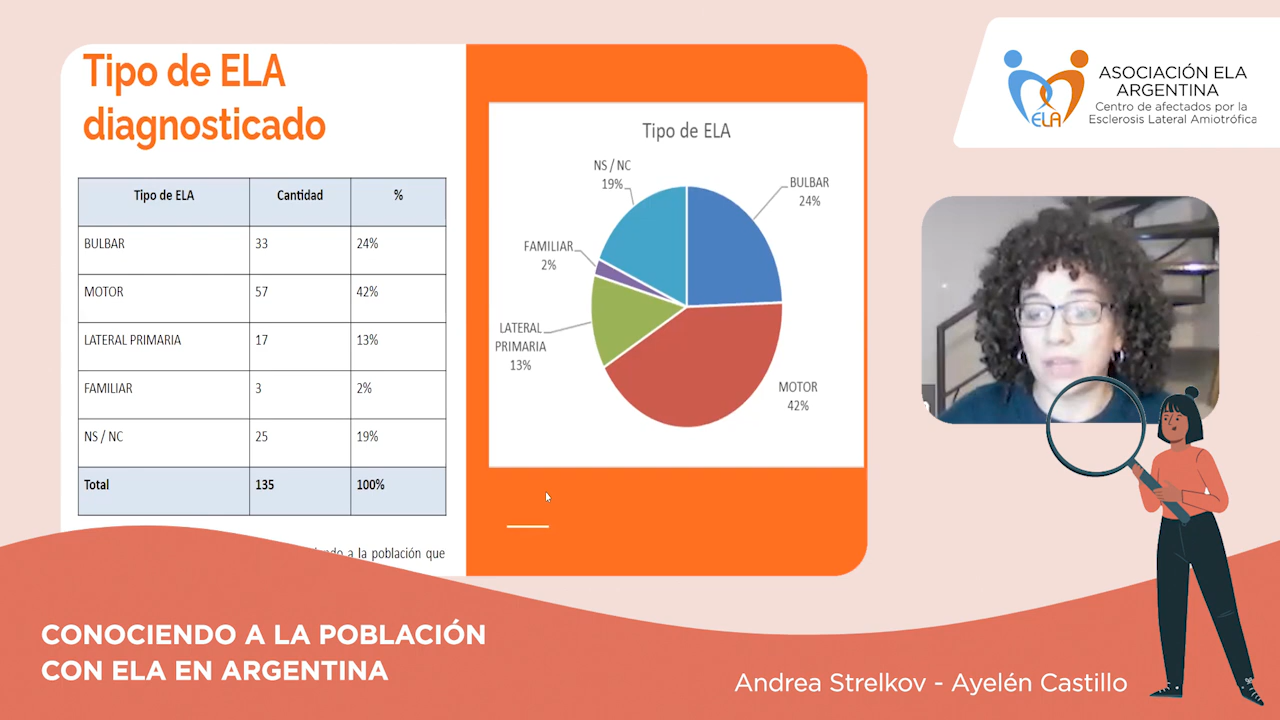 Tipo de ELA
diagnosticado
Tipo de ELA Cantidad %
BULBAR 33 24%
MOTOR 57 42%
LATERAL PRIMARIA 17 13%
FAMILIAR 3 2%
NS / NC 25 19%
Total 135 100%
a la población que
Tipo de ELA
NS / NC
19%
BULBAR
24%
FAMILIAR
2%
LATERAL
PRIMARIA
13%
MOTOR
42%
ASOCIACIÓN ELA
ARGENTINA
Centro de afectados por la
Esclerosis Lateral Amiotrófica
ELA
CONOCIENDO A LA POBLACIÓN
CON ELA EN ARGENTINA
Andrea Strelkov - Ayelén Castillo